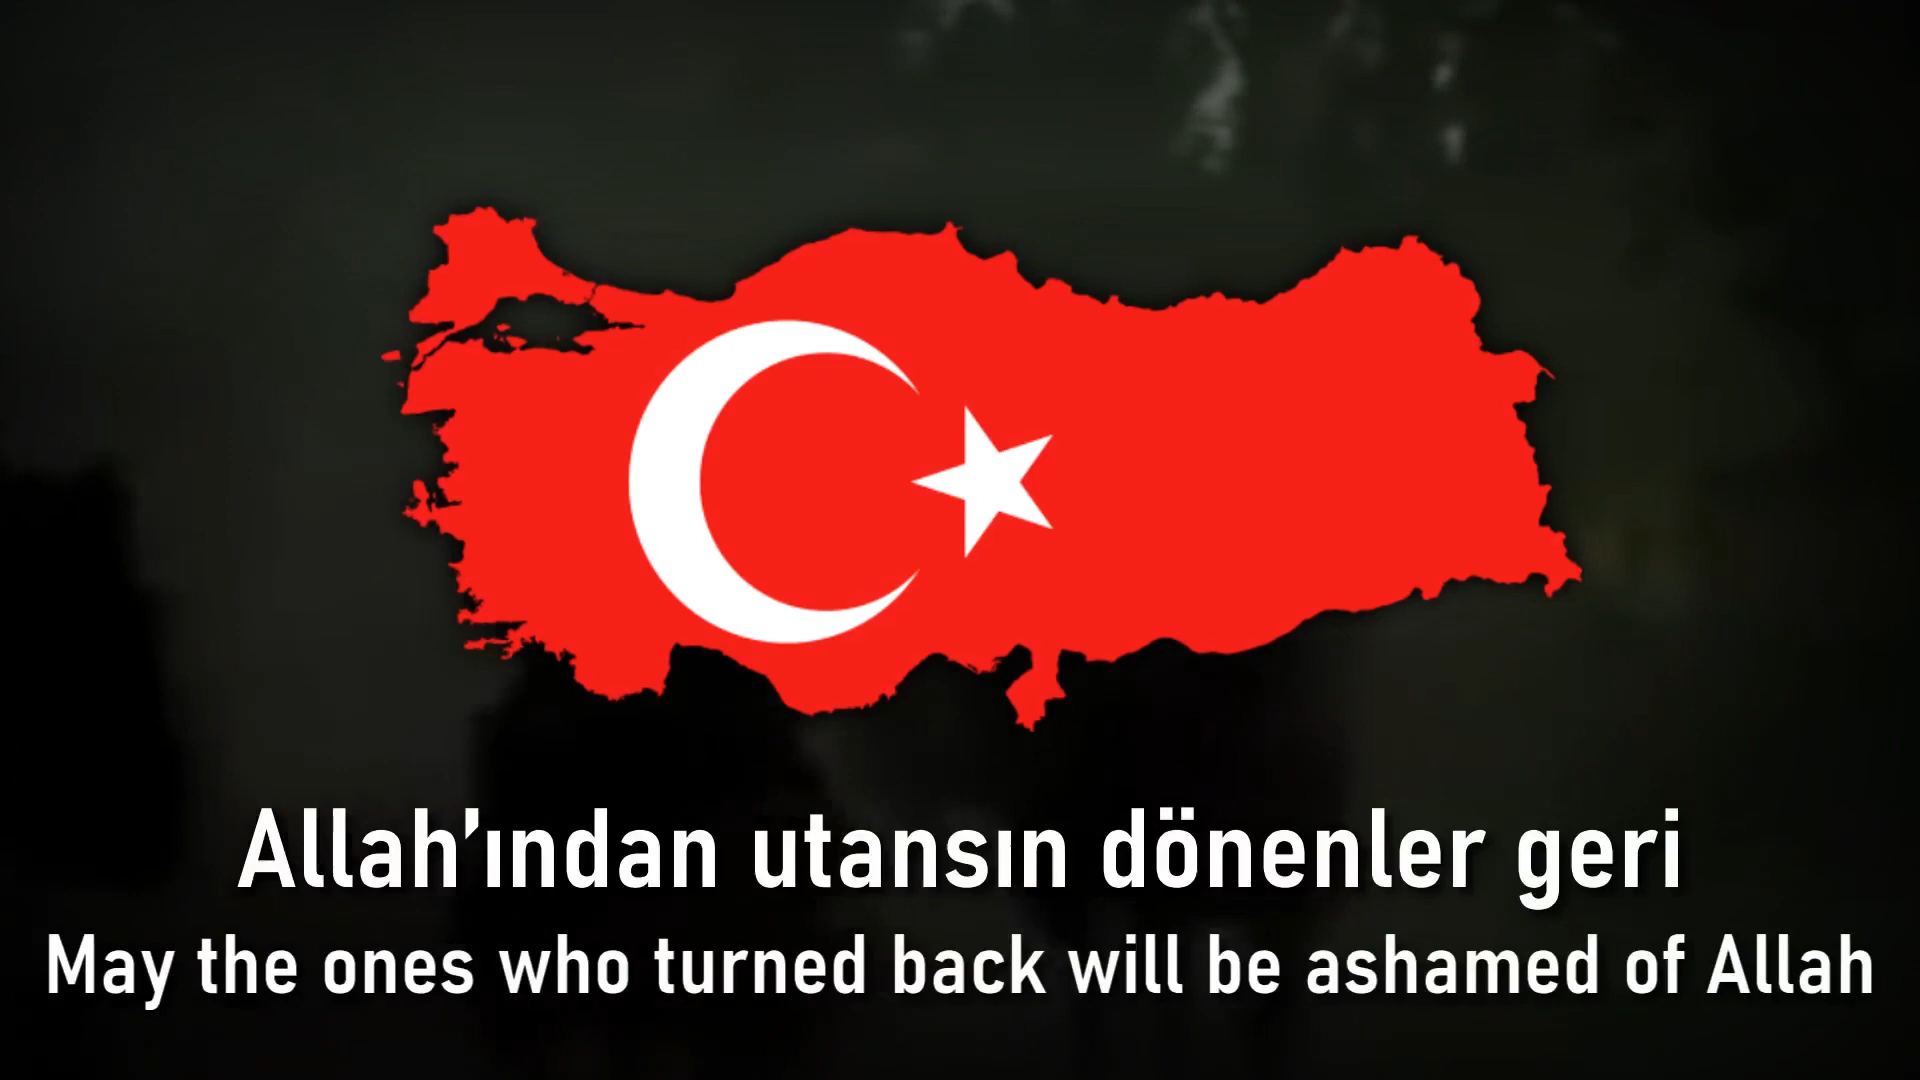 Allah’ından utansın dönenler geri
May the ones who turned back will be ashamed of Allah